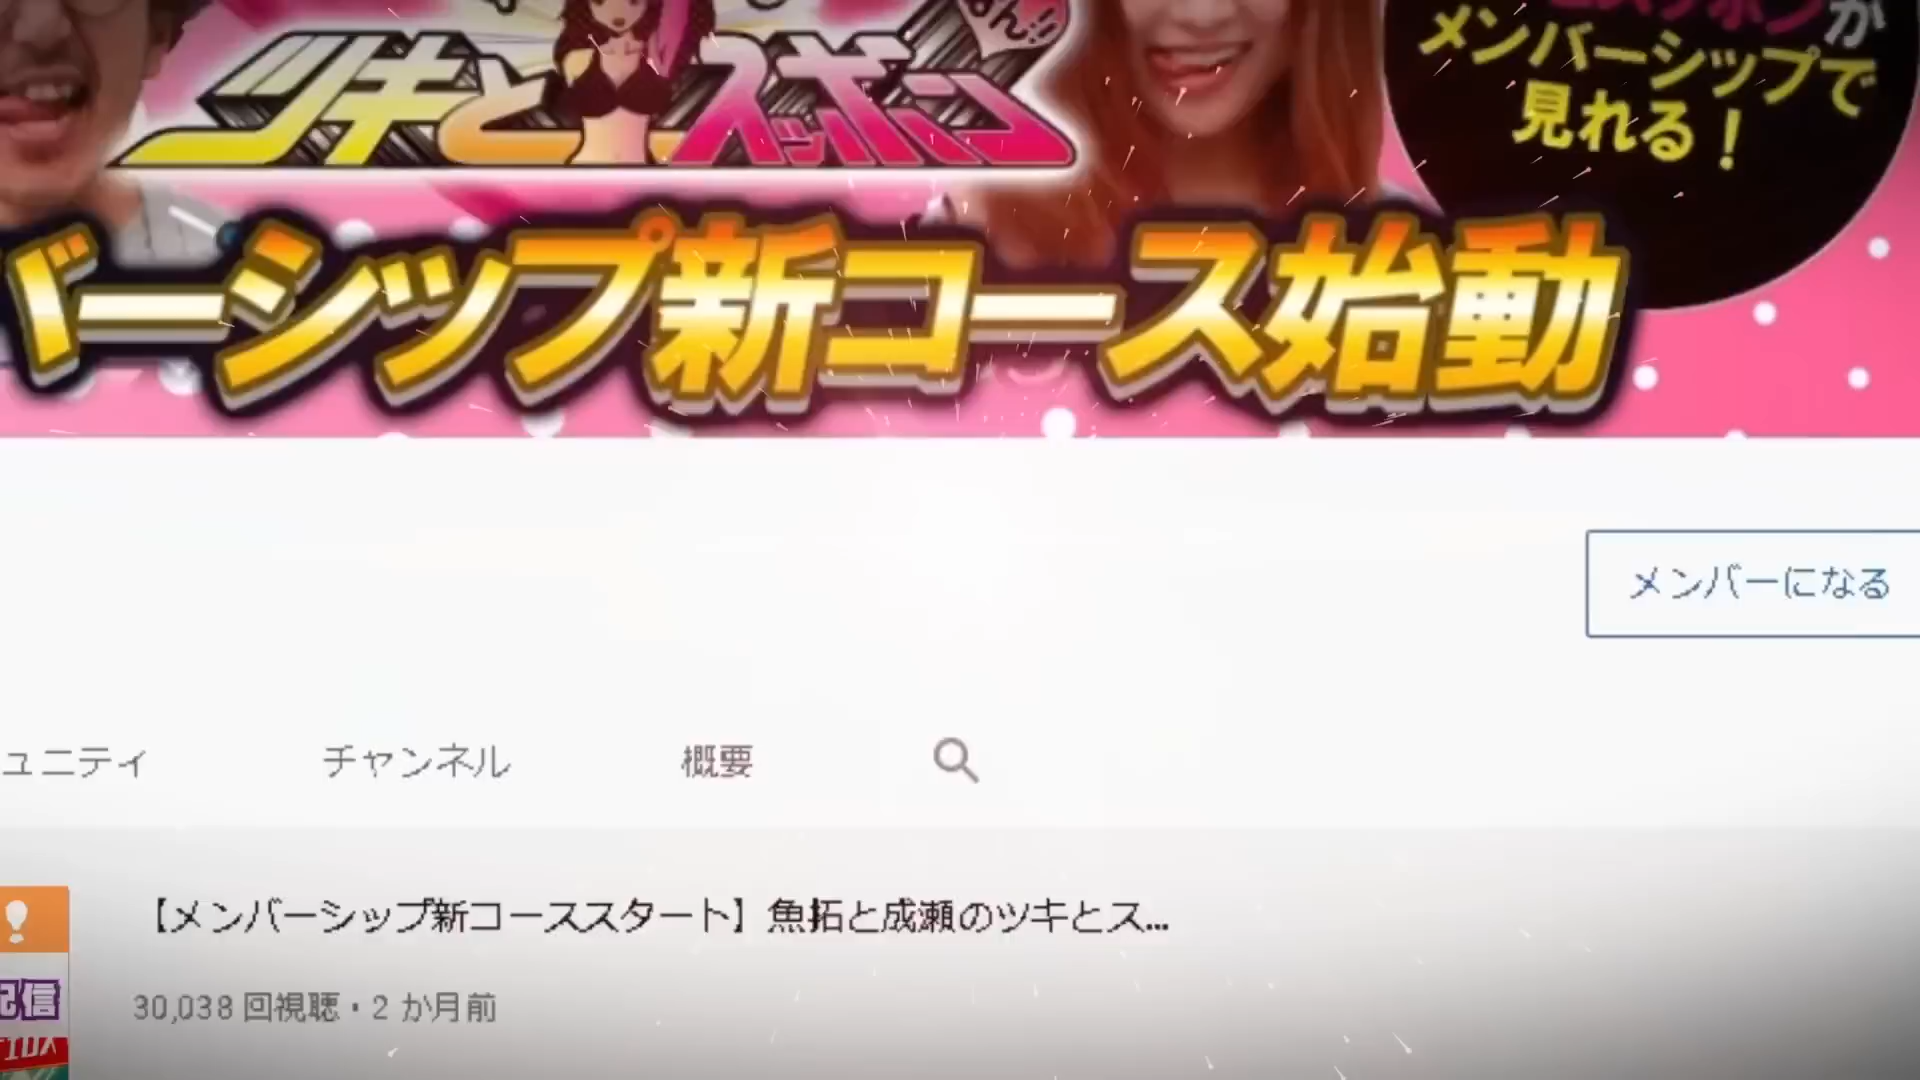 ツキとスッポン
メンバーシップで
見れる！
バーシップ新コース始動
メンバーになる
ュニティ
チャンネル
概要
【メンバーシップ新コーススタート】魚拓と成瀬のツキとス...
30,038 回視聴・2 か月前
配信